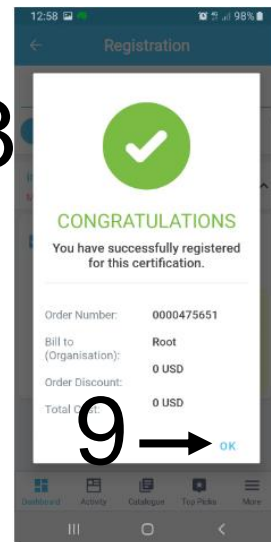 12:58 98%
Registration
8
CONGRATULATIONS
You have successfully registered
for this certification.
Order Number: 0000475651
Bill to Root
(Organisation):
0 USD
Order Discount:
Total Cost: 0 USD
9
OK
Dashboard Activity Catalogue Top Picks More